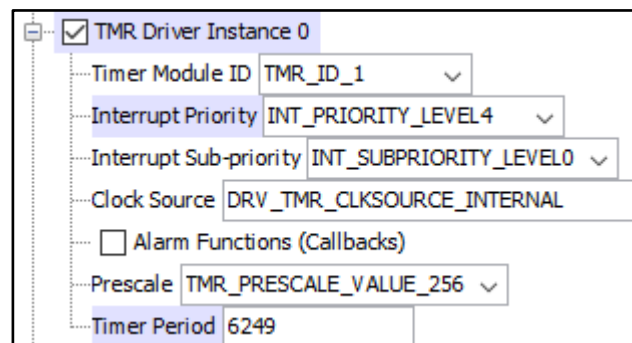 TMR Driver Instance 0
Timer Module ID TMR_ID_1
Interrupt Priority INT_PRIORITY_LEVEL4
Interrupt Sub-priority INT_SUBPRIORITY_LEVEL0
Clock Source DRV_TMR_CLKSOURCE_INTERNAL
Alarm Functions (Callbacks)
Prescale TMR_PRESCALE_VALUE_256
Timer Period 6249